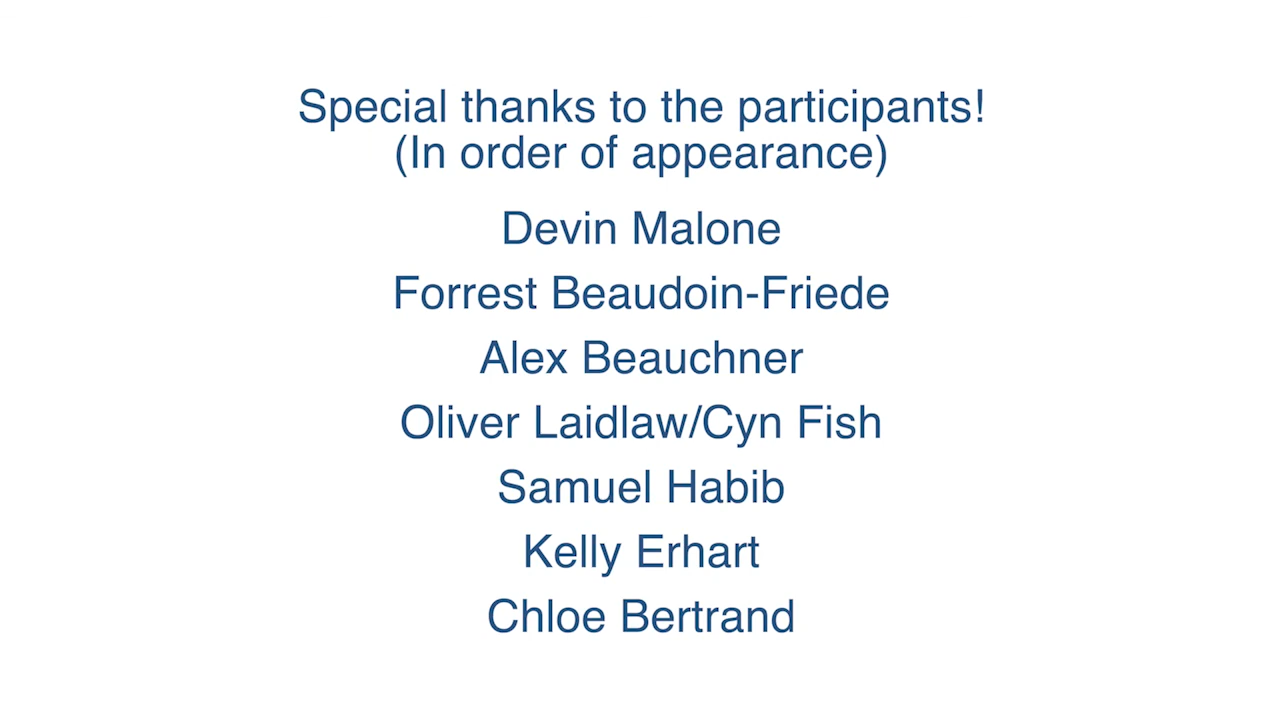 Special thanks to the participants!
(In order of appearance)
Devin Malone
Forrest Beaudoin-Friede
Alex Beauchner
Oliver Laidlaw/Cyn Fish
Samuel Habib
Kelly Erhart
Chloe Bertrand